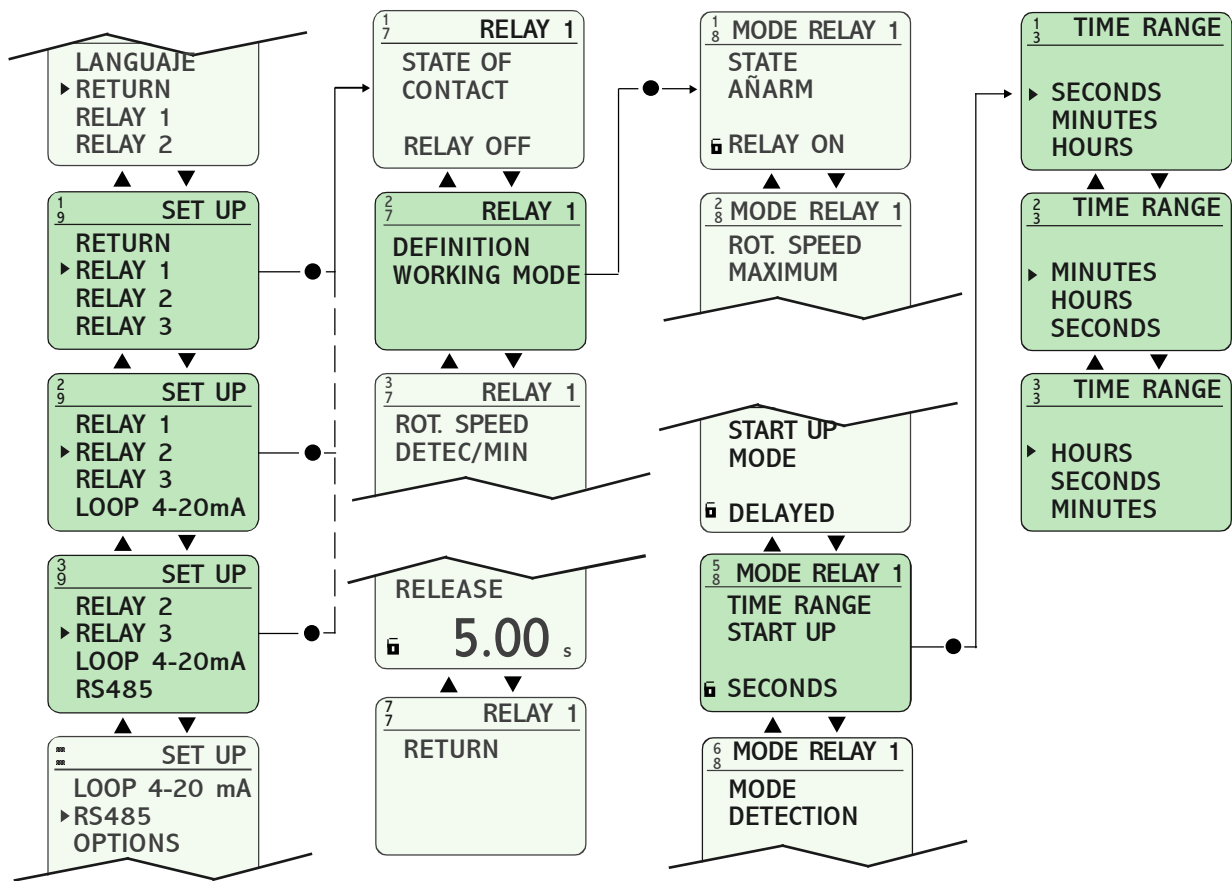 LANGUAJE
RETURN
RELAY 1
RELAY 2
1
9
SET UP
RETURN
RELAY 1
RELAY 2
RELAY 3
2
9
SET UP
RELAY 1
RELAY 2
RELAY 3
LOOP 4-20mA
3
9
SET UP
RELAY 2
RELAY 3
LOOP 4-20mA
RS485
SET UP
LOOP 4-20 mA
RS485
OPTIONS
1
7
RELAY 1
STATE OF
CONTACT
RELAY OFF
2
7
RELAY 1
DEFINITION
WORKING MODE
3
7
RELAY 1
ROT. SPEED
DETEC/MIN
RELEASE
5.00 s
7
7
RELAY 1
RETURN
1
8
MODE RELAY 1
STATE
AÑARM
RELAY ON
2
8
MODE RELAY 1
ROT. SPEED
MAXIMUM
START UP
MODE
DELAYED
5
8
MODE RELAY 1
TIME RANGE
START UP
SECONDS
6
8
MODE RELAY 1
MODE
DETECTION
1
3
TIME RANGE
SECONDS
MINUTES
HOURS
2
3
TIME RANGE
MINUTES
HOURS
SECONDS
3
3
TIME RANGE
HOURS
SECONDS
MINUTES